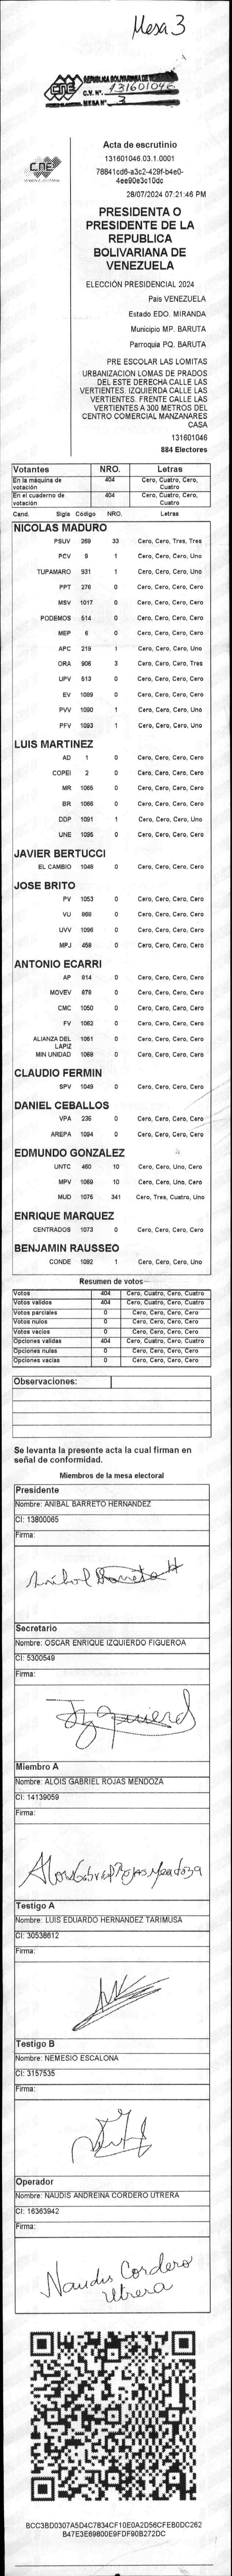 Mesa 3
CNE
REPÚBLICA BOLIVARIANA DE
C.V. Nº. 131601046
MESA Nº 3
CNE
Acta de escrutinio
131601046.03.1.0001
78841cd6-a3c2-429f-b4e0-
4ee90e3c10dc
28/07/2024 07:21:46 PM
PRESIDENTA O
PRESIDENTE DE LA
REPUBLICA
BOLIVARIANA DE
VENEZUELA
ELECCIÓN PRESIDENCIAL 2024
País VENEZUELA
Estado EDO. MIRANDA
Municipio MP. BARUTA
Parroquia PQ. BARUTA
PRE ESCOLAR LAS LOMITAS
URBANIZACION LOMAS DE PRADOS
DEL ESTE DERECHA CALLE LAS
VERTIENTES. IZQUIERDA CALLE LAS
VERTIENTES. FRENTE CALLE LAS
VERTIENTES A 300 METROS DEL
CENTRO COMERCIAL MANZANARES
CASA
131601046
884 Electores
Votantes NRO. Letras
En la máquina de votación 404 Cero, Cuatro, Cero, Cuatro
En el cuaderno de votación 404 Cero, Cuatro, Cero, Cuatro
Cand. Sigla Código NRO. Letras
NICOLAS MADURO
PSUV 269 33 Cero, Cero, Tres, Tres
PCV 9 1 Cero, Cero, Cero, Uno
TUPAMARO 931 1 Cero, Cero, Cero, Uno
PPT 276 0 Cero, Cero, Cero, Cero
MSV 1017 0 Cero, Cero, Cero, Cero
PODEMOS 514 0 Cero, Cero, Cero, Cero
MEP 6 0 Cero, Cero, Cero, Cero
APC 219 1 Cero, Cero, Cero, Uno
ORA 906 3 Cero, Cero, Cero, Tres
UPV 513 0 Cero, Cero, Cero, Cero
EV 1089 0 Cero, Cero, Cero, Cero
PVV 1090 1 Cero, Cero, Cero, Uno
PFV 1093 1 Cero, Cero, Cero, Uno
LUIS MARTINEZ
AD 1 0 Cero, Cero, Cero, Cero
COPEI 2 0 Cero, Cero, Cero, Cero
MR 1065 0 Cero, Cero, Cero, Cero
BR 1066 0 Cero, Cero, Cero, Cero
DDP 1091 1 Cero, Cero, Cero, Uno
UNE 1095 0 Cero, Cero, Cero, Cero
JAVIER BERTUCCI
EL CAMBIO 1048 0 Cero, Cero, Cero, Cero
JOSE BRITO
PV 1053 0 Cero, Cero, Cero, Cero
VU 868 0 Cero, Cero, Cero, Cero
UVV 1096 0 Cero, Cero, Cero, Cero
MPJ 458 0 Cero, Cero, Cero, Cero
ANTONIO ECARRI
AP 814 0 Cero, Cero, Cero, Cero
MOVEV 878 0 Cero, Cero, Cero, Cero
CMC 1050 0 Cero, Cero, Cero, Cero
FV 1062 0 Cero, Cero, Cero, Cero
ALIANZA DEL LAPIZ 1061 0 Cero, Cero, Cero, Cero
MIN UNIDAD 1068 0 Cero, Cero, Cero, Cero
CLAUDIO FERMIN
SPV 1049 0 Cero, Cero, Cero, Cero
DANIEL CEBALLOS
VPA 236 0 Cero, Cero, Cero, Cero
AREPA 1094 0 Cero, Cero, Cero, Cero
EDMUNDO GONZALEZ
UNTC 460 10 Cero, Cero, Uno, Cero
MPV 1069 10 Cero, Cero, Uno, Cero
MUD 1076 341 Cero, Tres, Cuatro, Uno
ENRIQUE MARQUEZ
CENTRADOS 1073 0 Cero, Cero, Cero, Cero
BENJAMIN RAUSSEO
CONDE 1092 1 Cero, Cero, Cero, Uno
Resumen de votos
Votos 404 Cero, Cuatro, Cero, Cuatro
Votos validos 404 Cero, Cuatro, Cero, Cuatro
Votos parciales 0 Cero, Cero, Cero, Cero
Votos nulos 0 Cero, Cero, Cero, Cero
Votos vacios 0 Cero, Cero, Cero, Cero
Opciones validas 404 Cero, Cuatro, Cero, Cuatro
Opciones nulas 0 Cero, Cero, Cero, Cero
Opciones vacias 0 Cero, Cero, Cero, Cero
Observaciones:
Se levanta la presente acta la cual firman en
señal de conformidad.
Miembros de la mesa electoral
Presidente
Nombre: ANIBAL BARRETO HERNANDEZ
CI: 13800065
Firma:
Anibal Barreto H
Secretario
Nombre: OSCAR ENRIQUE IZQUIERDO FIGUEROA
CI: 5300549
Firma:
Izquierdo
Miembro A
Nombre: ALOIS GABRIEL ROJAS MENDOZA
CI: 14139059
Firma:
Alois Gabriel Rojas Mendoza
Testigo A
Nombre: LUIS EDUARDO HERNANDEZ TARIMUSA
CI: 30538612
Firma:
Testigo B
Nombre: NEMESIO ESCALONA
CI: 3157535
Firma:
Operador
Nombre: NAUDIS ANDREINA CORDERO UTRERA
CI: 16363942
Firma:
Naudis Cordero
Utrera
BCC3BD0307A5D4C7834CF10E0A2D56CFEB0DC262
B47E3E69800E9FDF90B272DC